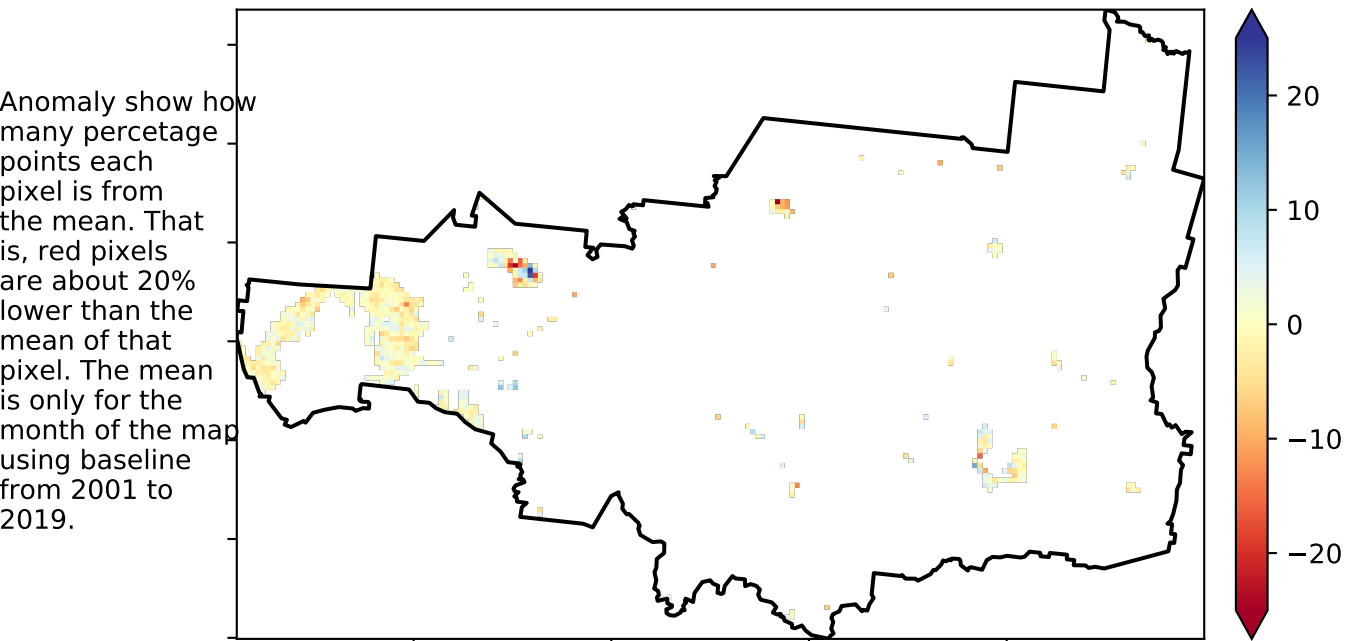 Anomaly show how
many percetage
points each
pixel is from
the mean. That
is, red pixels
are about 20%
lower than the
mean of that
pixel. The mean
is only for the
month of the map
using baseline
from 2001 to
2019.
20
10
0
−10
−20